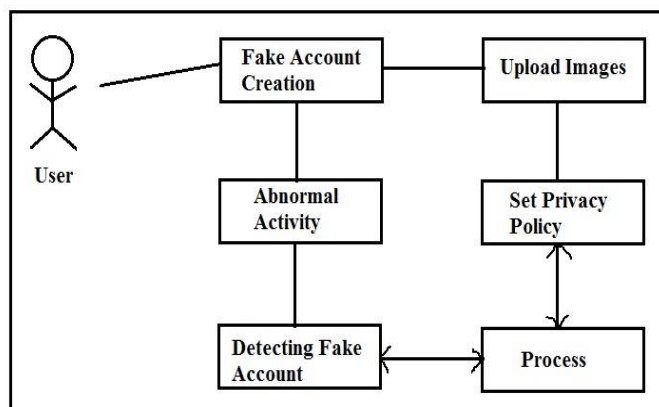 Fake Account
Creation
Upload Images
User
Abnormal
Activity
Set Privacy
Policy
Detecting Fake
Account
Process